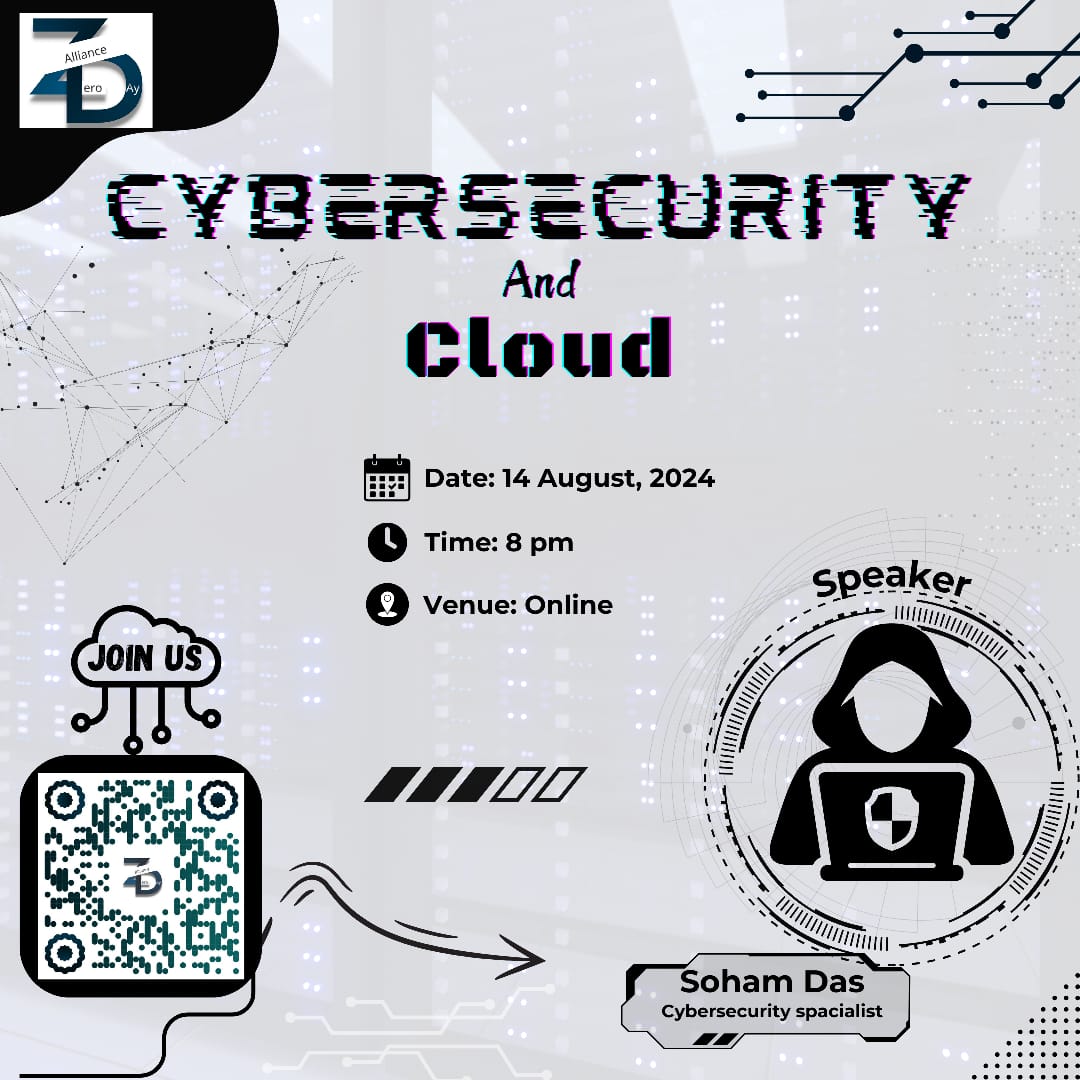 Alliance
ero Ay
CYBERSECURITY
And
Cloud
Date: 14 August, 2024
Time: 8 pm
Venue: Online
Speaker
JOIN US
Soham Das
Cybersecurity spacialist